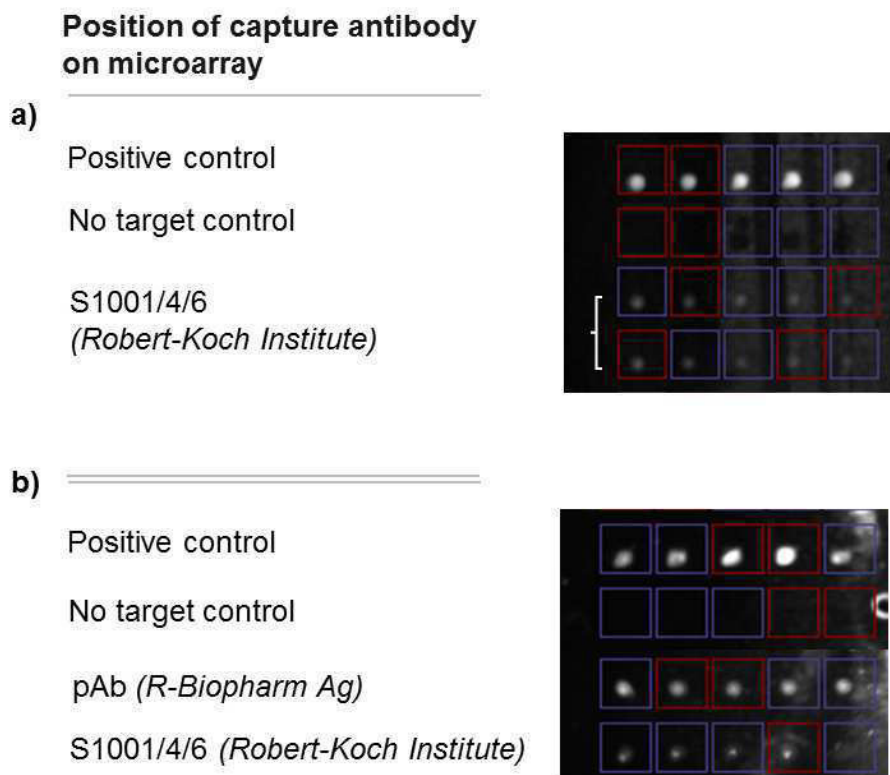 Position of capture antibody
on microarray
a)
Positive control
No target control
S1001/4/6
(Robert-Koch Institute)
b)
Positive control
No target control
pAb (R-Biopharm Ag)
S1001/4/6 (Robert-Koch Institute)